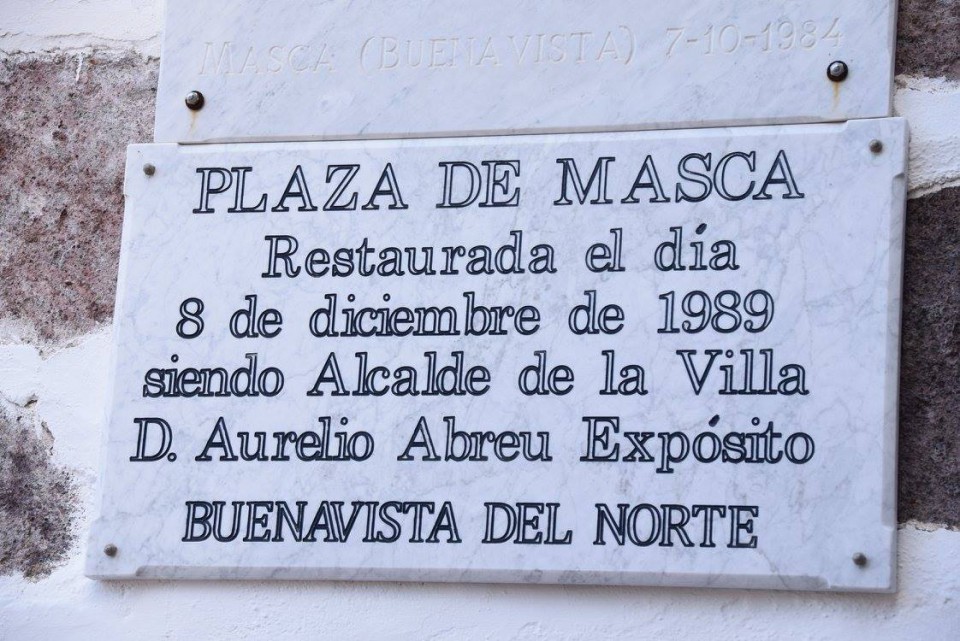 MASCA (BUENAVISTA) 7-10-1984
PLAZA DE MASCA
Restaurada el día
8 de diciembre de 1989
siendo Alcalde de la Villa
D. Aurelio Abreu Expósito
BUENAVISTA DEL NORTE